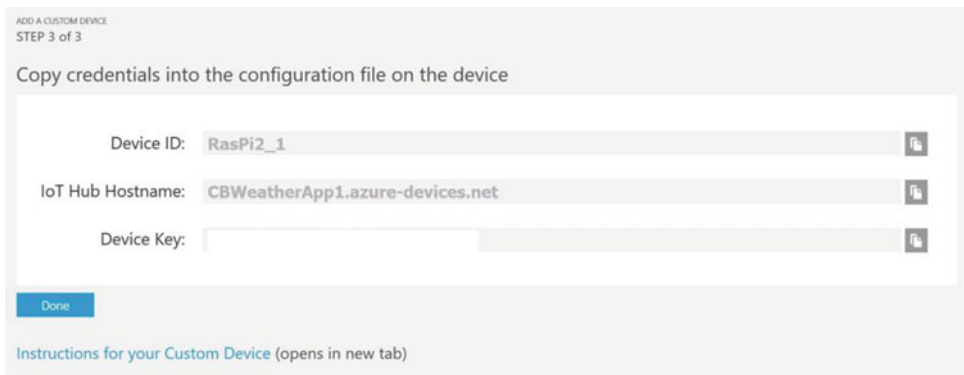 ADD A CUSTOM DEVICE
STEP 3 of 3
Copy credentials into the configuration file on the device
Device ID: RasPi2_1
IoT Hub Hostname: CBWeatherApp1.azure-devices.net
Device Key:
Done
Instructions for your Custom Device (opens in new tab)